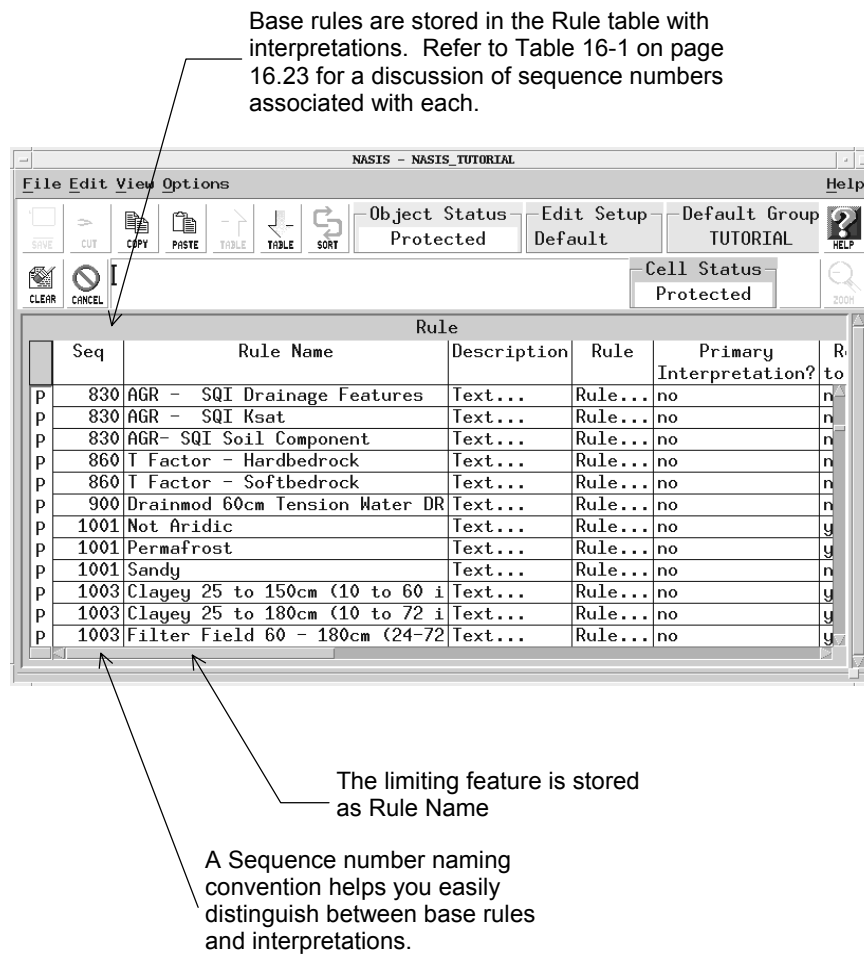 Base rules are stored in the Rule table with
interpretations.  Refer to Table 16-1 on page
16.23 for a discussion of sequence numbers
associated with each.
NASIS - NASIS_TUTORIAL
File Edit View Options Help
Object Status Edit Setup Default Group
SAVE CUT COPY PASTE TABLE TABLE SORT Protected Default TUTORIAL HELP
Cell Status
CLEAR CANCEL Protected ZOOM
Rule
Seq Rule Name Description Rule Primary R
Interpretation? to
P 830 AGR -   SQI Drainage Features Text... Rule... no n
P 830 AGR -   SQI Ksat Text... Rule... no n
P 830 AGR- SQI Soil Component Text... Rule... no n
P 860 T Factor - Hardbedrock Text... Rule... no n
P 860 T Factor - Softbedrock Text... Rule... no n
P 900 Drainmod 60cm Tension Water DR Text... Rule... no n
P 1001 Not Aridic Text... Rule... no y
P 1001 Permafrost Text... Rule... no y
P 1001 Sandy Text... Rule... no n
P 1003 Clayey 25 to 150cm (10 to 60 i Text... Rule... no y
P 1003 Clayey 25 to 180cm (10 to 72 i Text... Rule... no y
P 1003 Filter Field 60 - 180cm (24-72 Text... Rule... no y
The limiting feature is stored
as Rule Name
A Sequence number naming
convention helps you easily
distinguish between base rules
and interpretations.